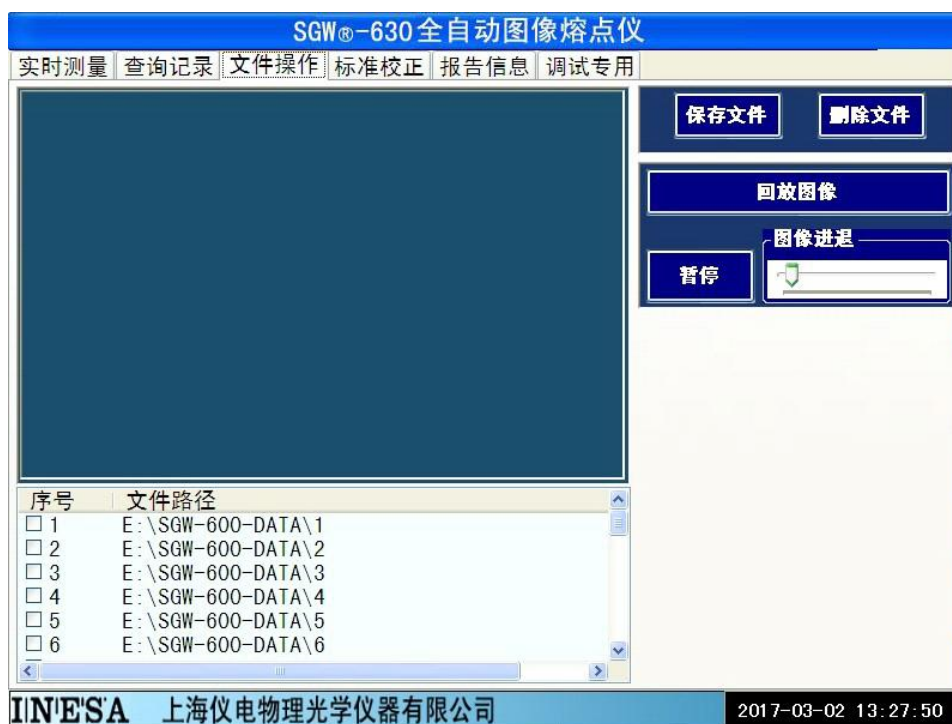 SGW®-630全自动图像熔点仪
实时测量 查询记录 文件操作 标准校正 报告信息 调试专用
保存文件 删除文件
回放图像
图像进退
暂停
序号 文件路径
1 E:\SGW-600-DATA\1
2 E:\SGW-600-DATA\2
3 E:\SGW-600-DATA\3
4 E:\SGW-600-DATA\4
5 E:\SGW-600-DATA\5
6 E:\SGW-600-DATA\6
INESA 上海仪电物理光学仪器有限公司 2017-03-02 13:27:50